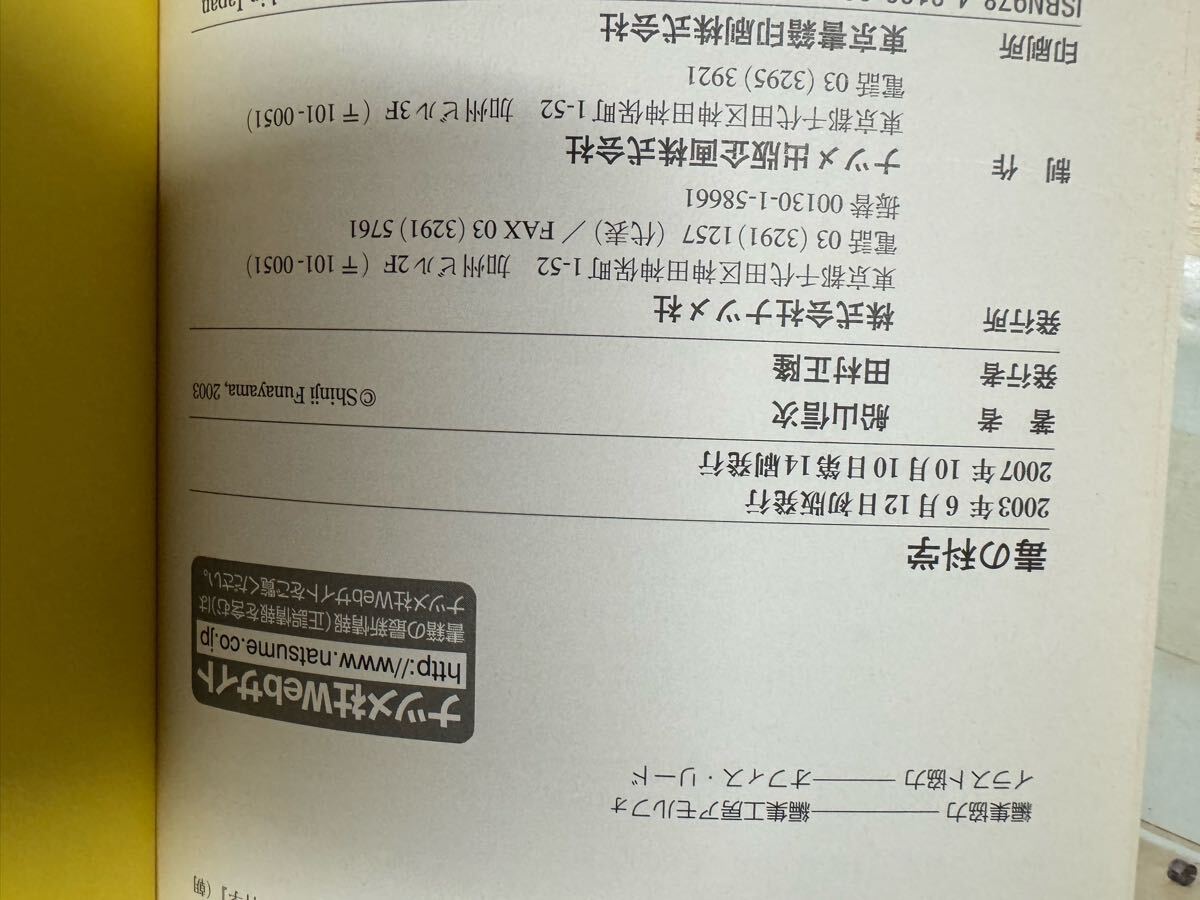 編集協力 ――― 編集工房アモルフォ
イラスト協力 ――― オフィス・リード
ナツメ社Webサイト
http://www.natsume.co.jp
書籍の最新情報(正誤情報を含む)は
ナツメ社Webサイトをご覧ください。
毒の科学
2003年 6月12日初版発行
2007年 10月10日第14刷発行
著 者 船山信次 ©Shinji Funayama, 2003
発行者 田村正隆
発行所 株式会社ナツメ社
東京都千代田区神田神保町1-52 加州ビル2F（〒101-0051）
電話 03 (3291) 1257（代表）／ FAX 03 (3291) 5761
振替 00130-1-58661
制 作 ナツメ出版企画株式会社
東京都千代田区神田神保町1-52 加州ビル3F（〒101-0051）
電話 03 (3295) 3921
印刷所 東京書籍印刷株式会社
ISBN978-4-
Japan